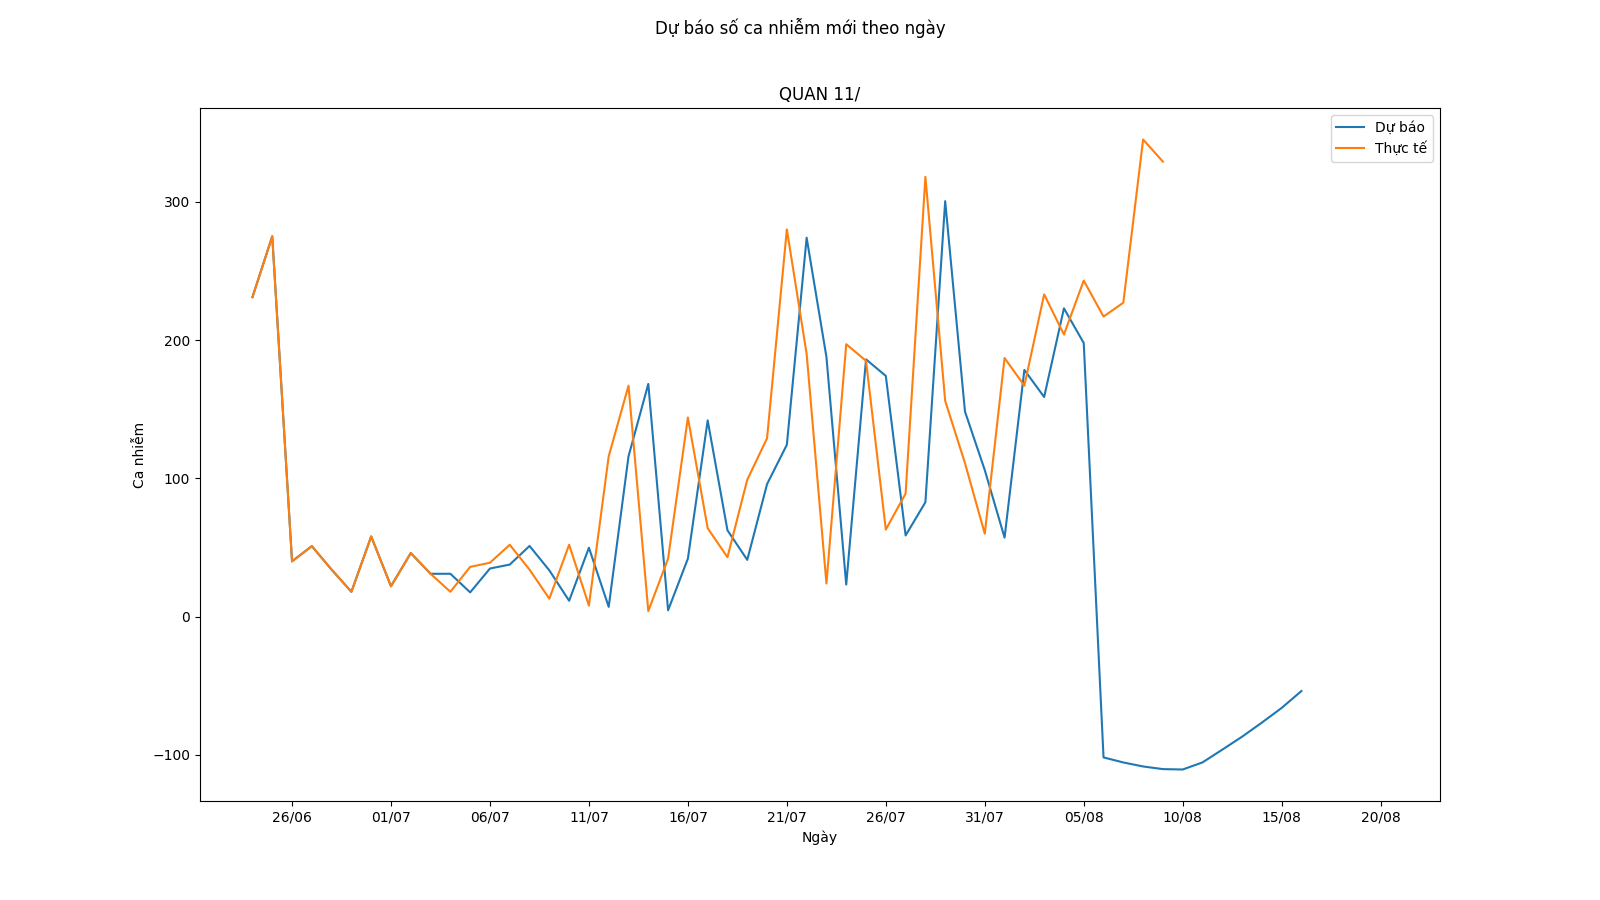 Dự báo số ca nhiễm mới theo ngày
QUAN 11/
Dự báo
Thực tế
300
200
100
0
−100
Ca nhiễm
26/06 01/07 06/07 11/07 16/07 21/07 26/07 31/07 05/08 10/08 15/08 20/08
Ngày